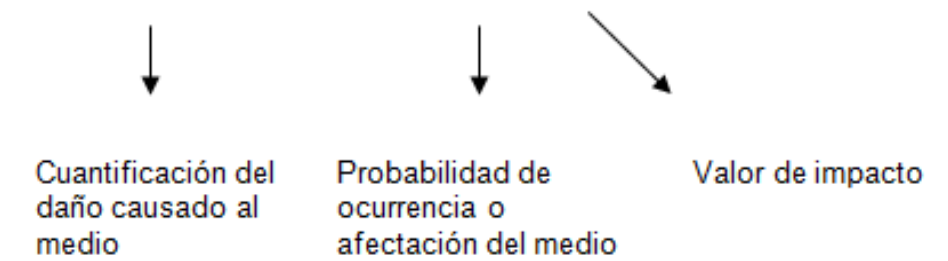 Cuantificación del
daño causado al
medio
Probabilidad de
ocurrencia o
afectación del medio
Valor de impacto